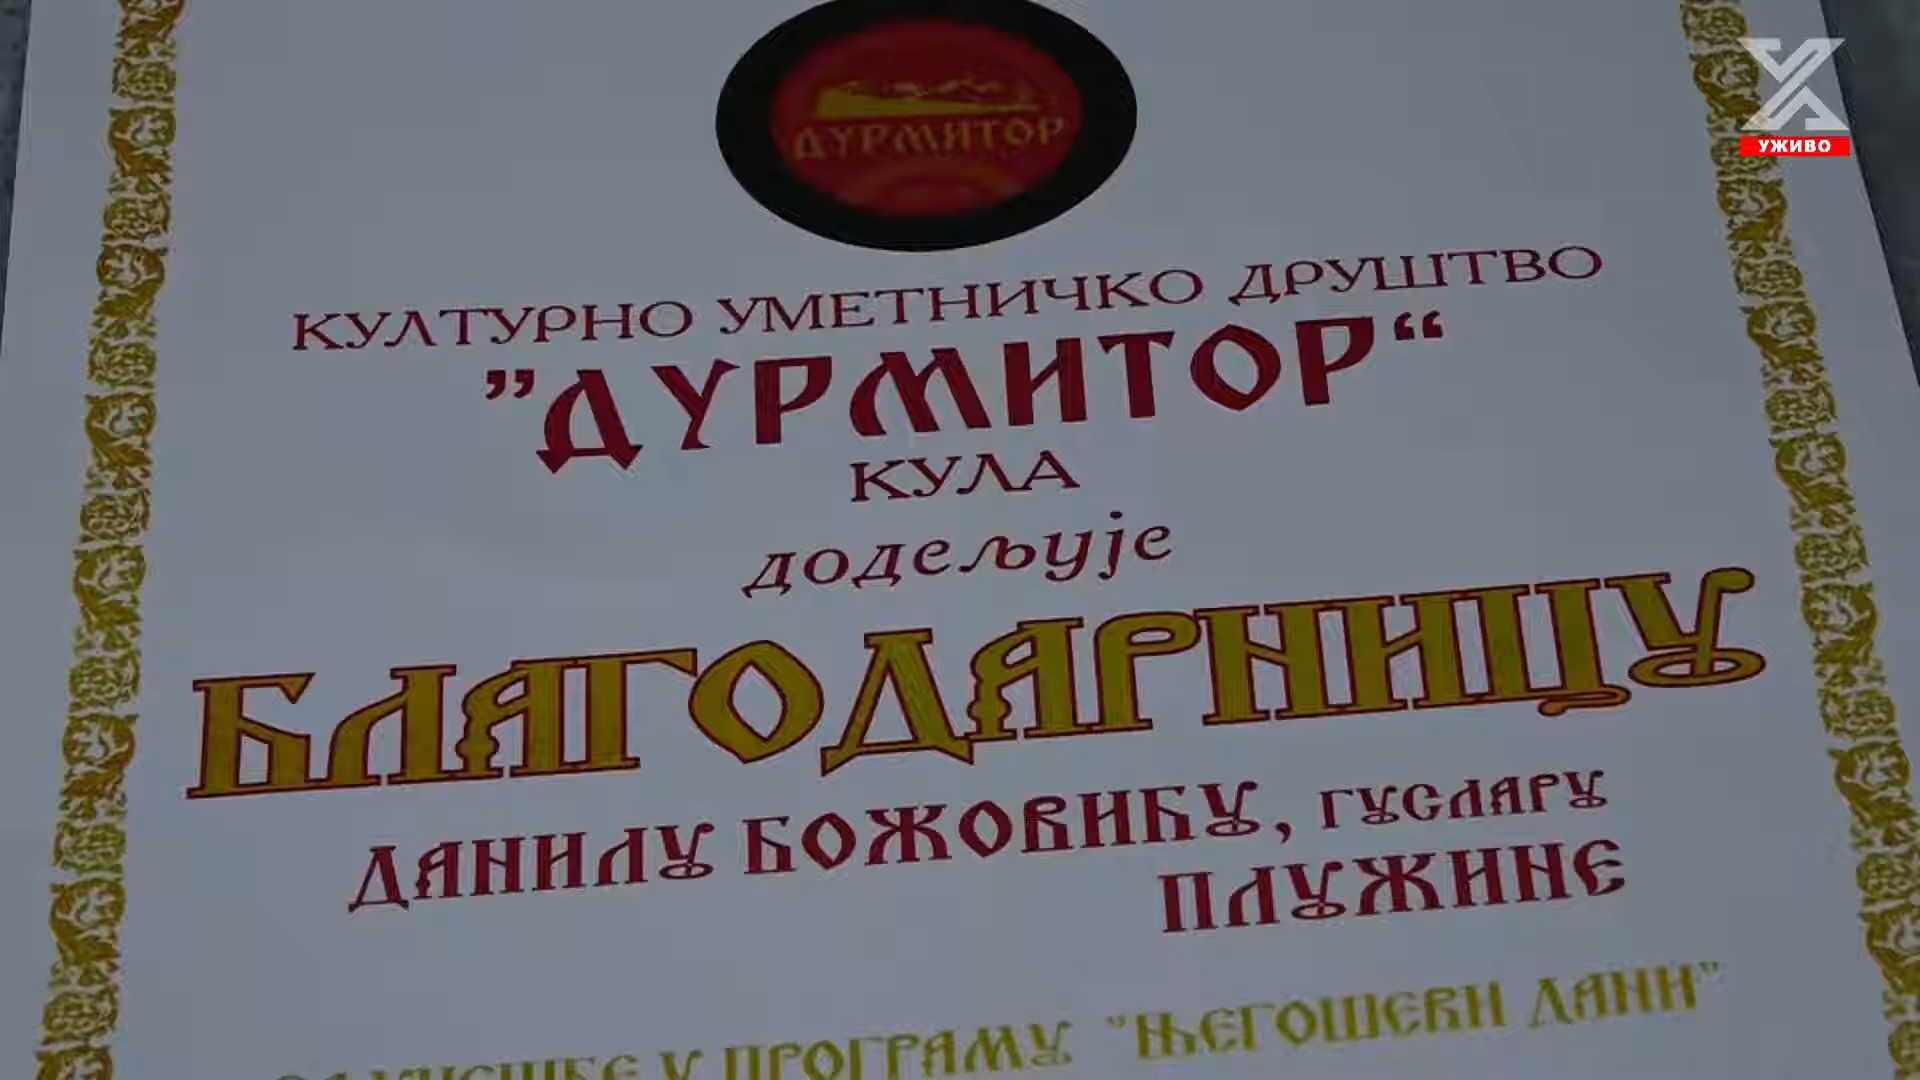 ДУРМИТОР
УЖИВО
КУЛТУРНО УМЕТНИЧКО ДРУШТВО
”ДУРМИТОР“
КУЛА
додељује
БЛАГОДАРНИЦУ
ДАНИЛУ БОЖОВИЋУ, ГУСЛАРУ
ПЛУЖИНЕ
У ПРОГРАМУ "ЊЕГОШЕВИ ДАНИ"